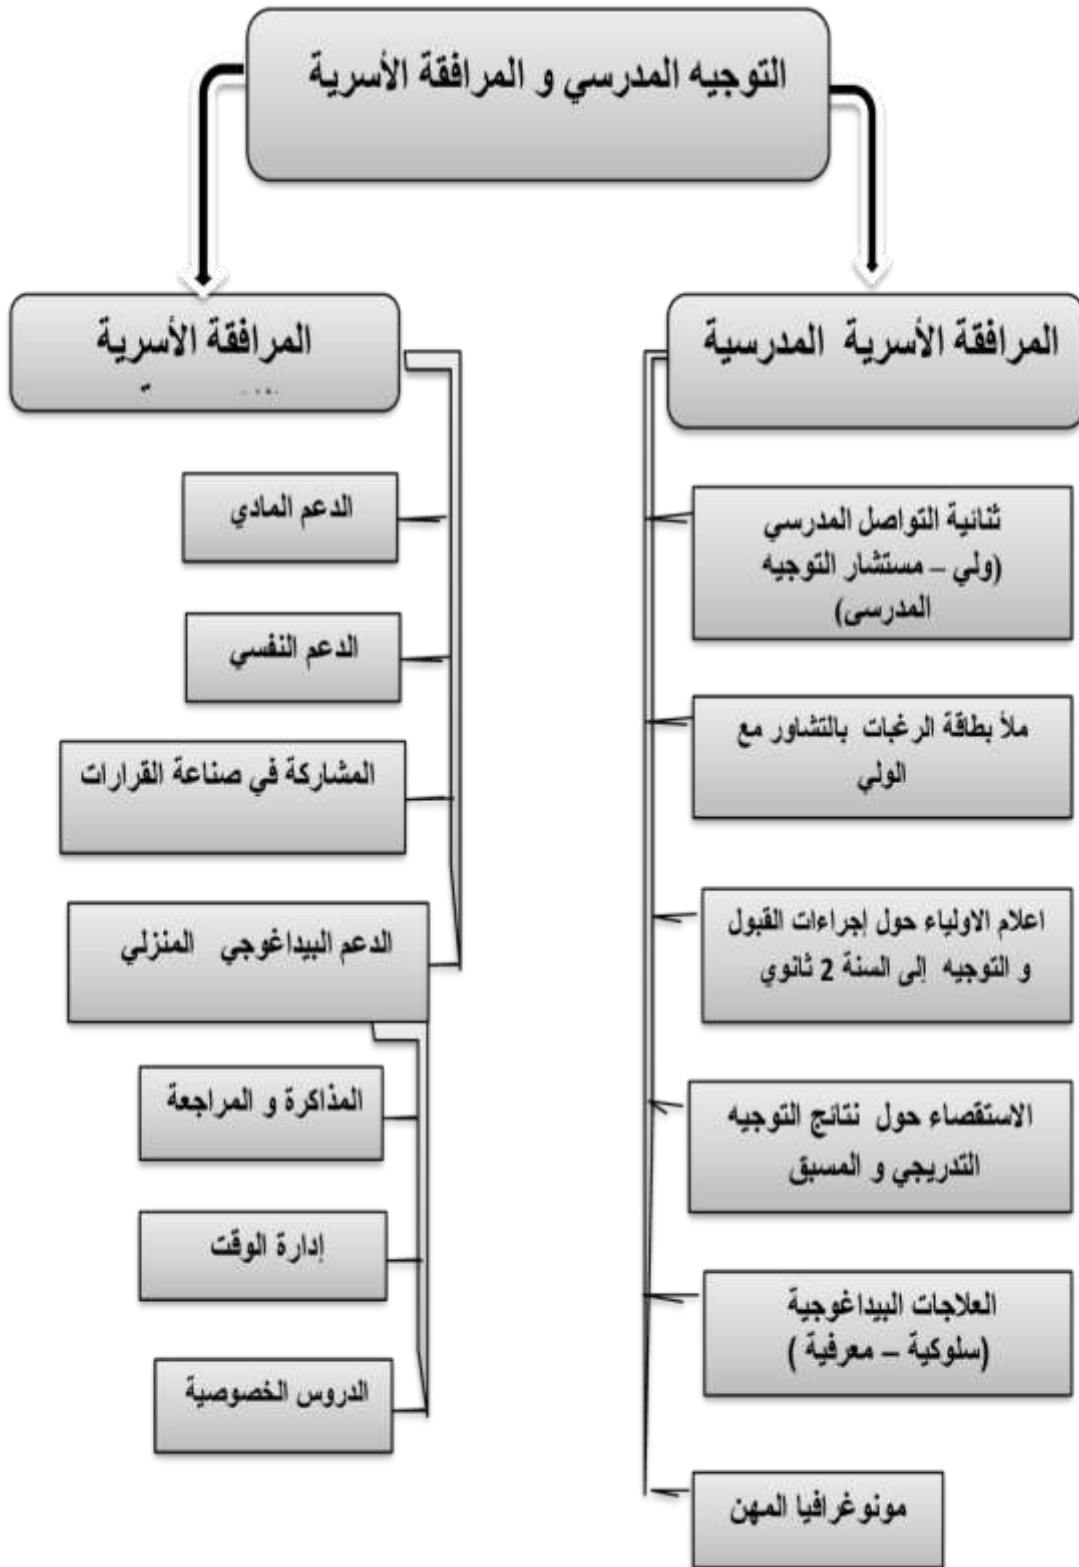 التوجيه المدرسي و المرافقة الأسرية
المرافقة الأسرية المدرسية
ثنائية التواصل المدرسي
(ولي – مستشار التوجيه
المدرسى)
ملأ بطاقة الرغبات بالتشاور مع
الولي
اعلام الاولياء حول إجراءات القبول
و التوجيه إلى السنة 2 ثانوي
الاستقصاء حول نتائج التوجيه
التدريجي و المسبق
العلاجات البيداغوجية
(سلوكية – معرفية )
مونوغرافيا المهن
المرافقة الأسرية
الدعم المادي
الدعم النفسي
المشاركة في صناعة القرارات
الدعم البيداغوجي المنزلي
المذاكرة و المراجعة
إدارة الوقت
الدروس الخصوصية